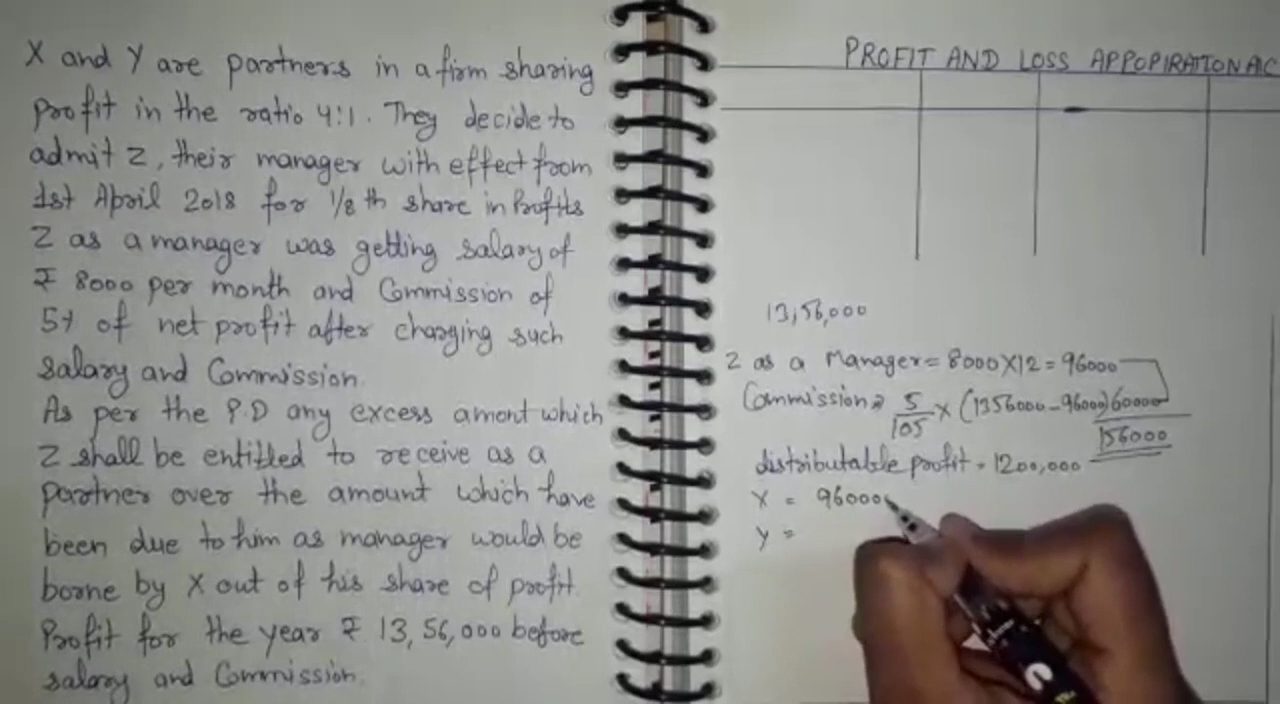 X and Y are partners in a firm sharing
profit in the ratio 4:1. They decide to
admit Z, their manager with effect from
1st April 2018 for 1/8 th share in Profits
Z as a manager was getting salary of
₹ 8000 per month and Commission of
5% of net profit after charging such
salary and Commission.
As per the P.D any excess amont which
Z shall be entitled to receive as a
partner over the amount which have
been due to him as manager would be
borne by X out of his share of profit.
Profit for the year ₹ 13,56,000 before
salary and Commission.
PROFIT AND LOSS APPOPIRATION A/C
13,56,000
Z as a Manager = 8000X12 = 96000
Commission = 5/105 X (1356000-96000) 60000
156000
distributable profit = 1200,000
X = 96000
Y =